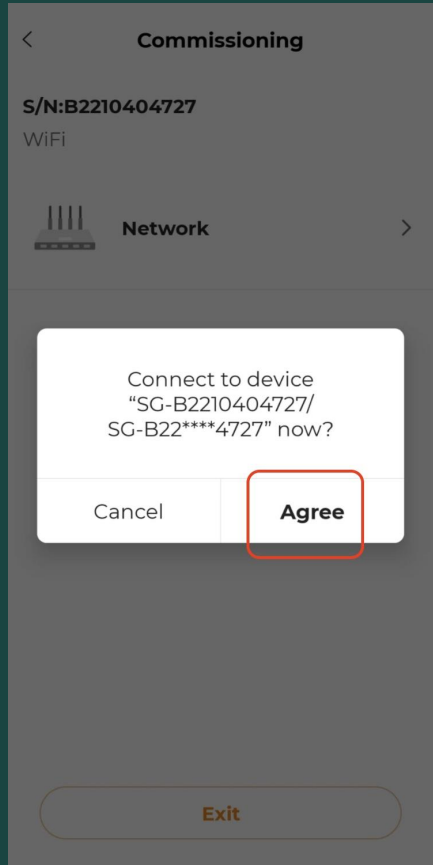 Commissioning
S/N:B2210404727
WiFi
Network
Connect to device
“SG-B2210404727/
SG-B22****4727” now?
Cancel
Agree
Exit